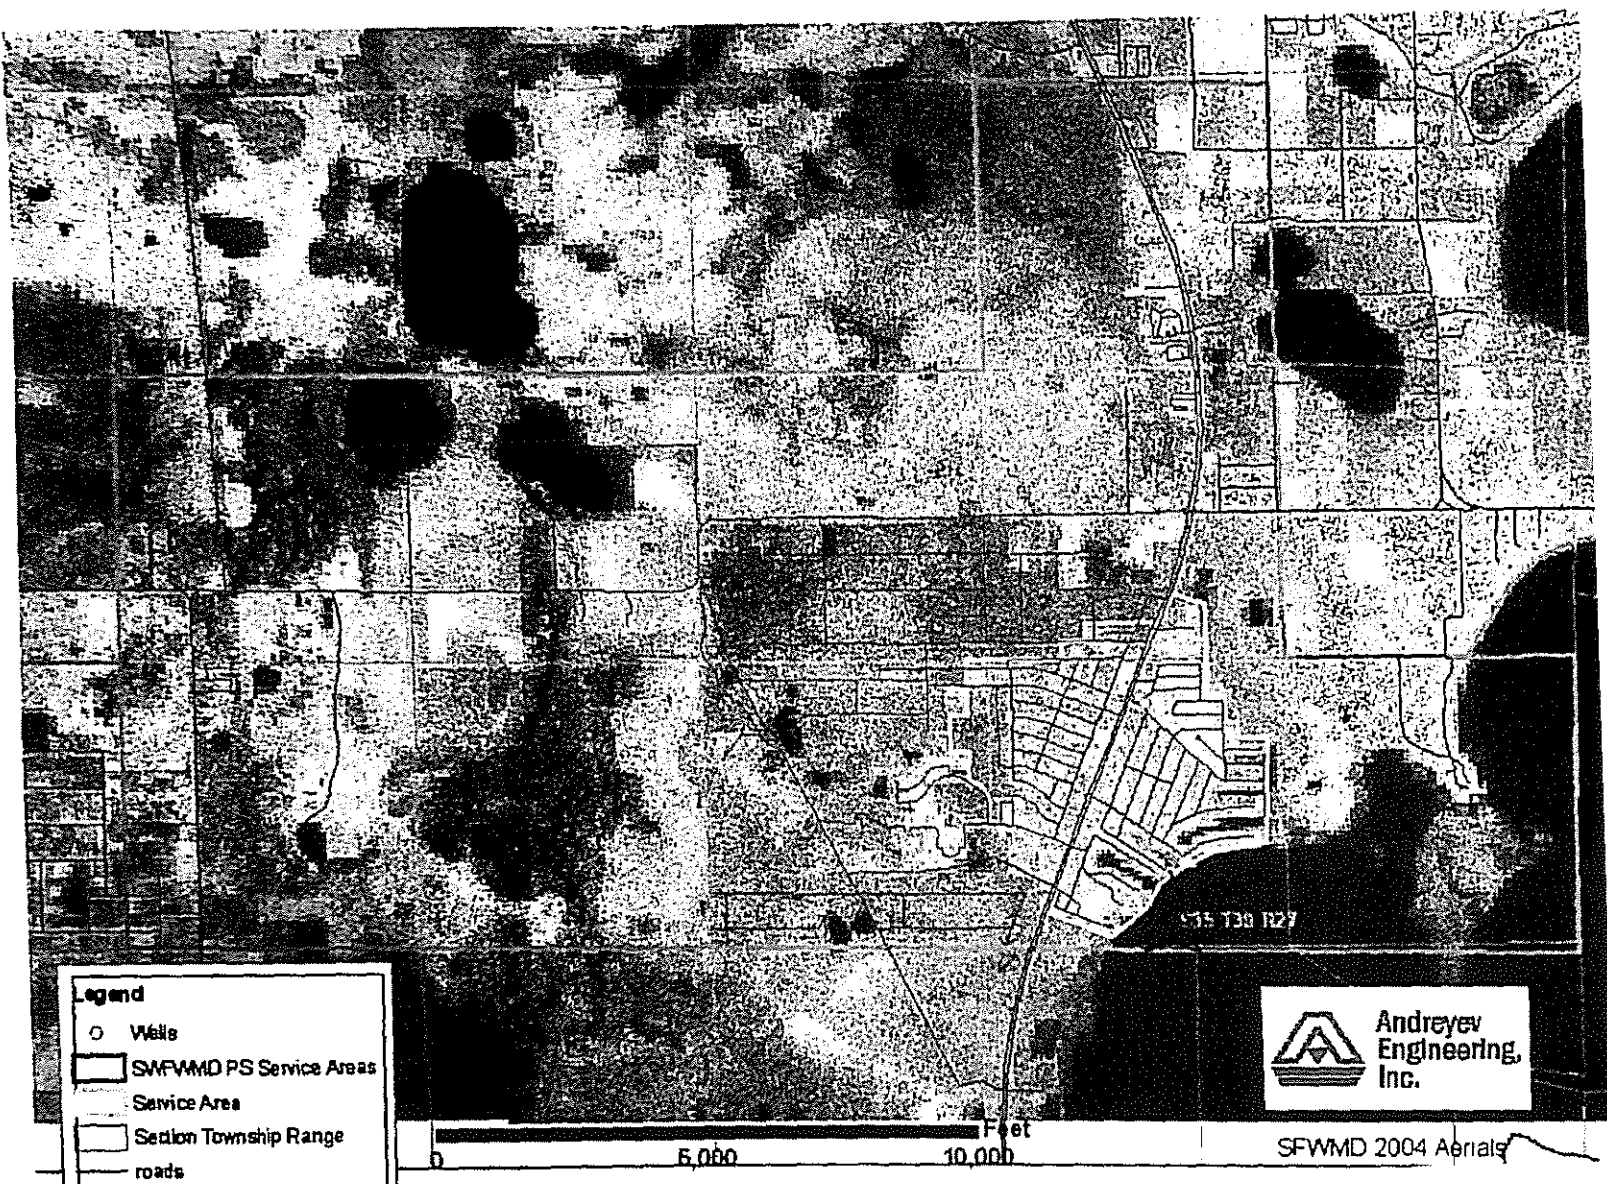 T30 R27
Legend
Wells
SWFWMD PS Service Areas
Service Area
Section Township Range
roads
Feet
0
5,000
10,000
Andreyev
Engineering,
Inc.
SFWMD 2004 Aerials